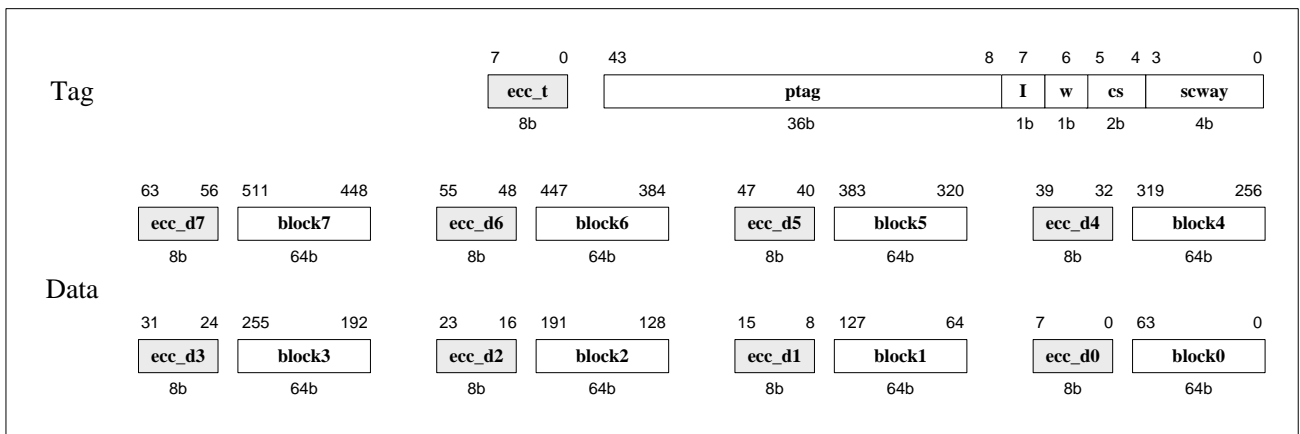 7 0 43 8 7 6 5 4 3 0
Tag ecc_t ptag I w cs scway
8b 36b 1b 1b 2b 4b
63 56 511 448 55 48 447 384 47 40 383 320 39 32 319 256
ecc_d7 block7 ecc_d6 block6 ecc_d5 block5 ecc_d4 block4
8b 64b 8b 64b 8b 64b 8b 64b
Data
31 24 255 192 23 16 191 128 15 8 127 64 7 0 63 0
ecc_d3 block3 ecc_d2 block2 ecc_d1 block1 ecc_d0 block0
8b 64b 8b 64b 8b 64b 8b 64b